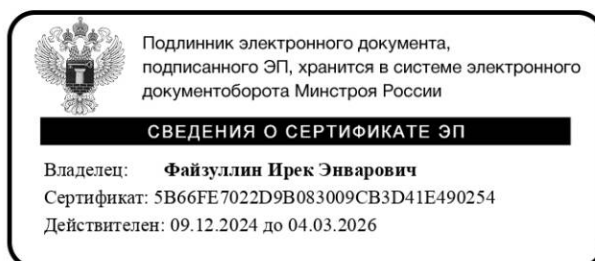 Подлинник электронного документа,
подписанного ЭП, хранится в системе электронного
документоборота Минстроя России
СВЕДЕНИЯ О СЕРТИФИКАТЕ ЭП
Владелец: Файзуллин Ирек Энварович
Сертификат: 5B66FE7022D9B083009CB3D41E490254
Действителен: 09.12.2024 до 04.03.2026